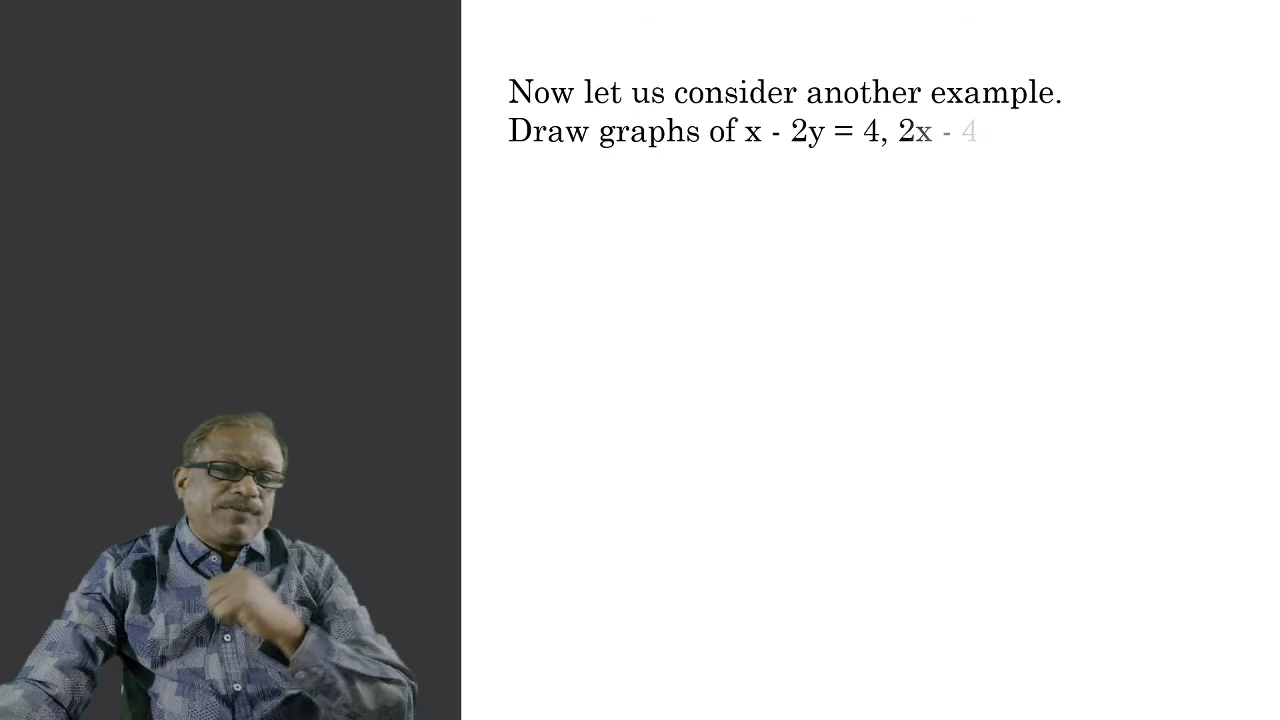 Now let us consider another example.
Draw graphs of x - 2y = 4, 2x - 4